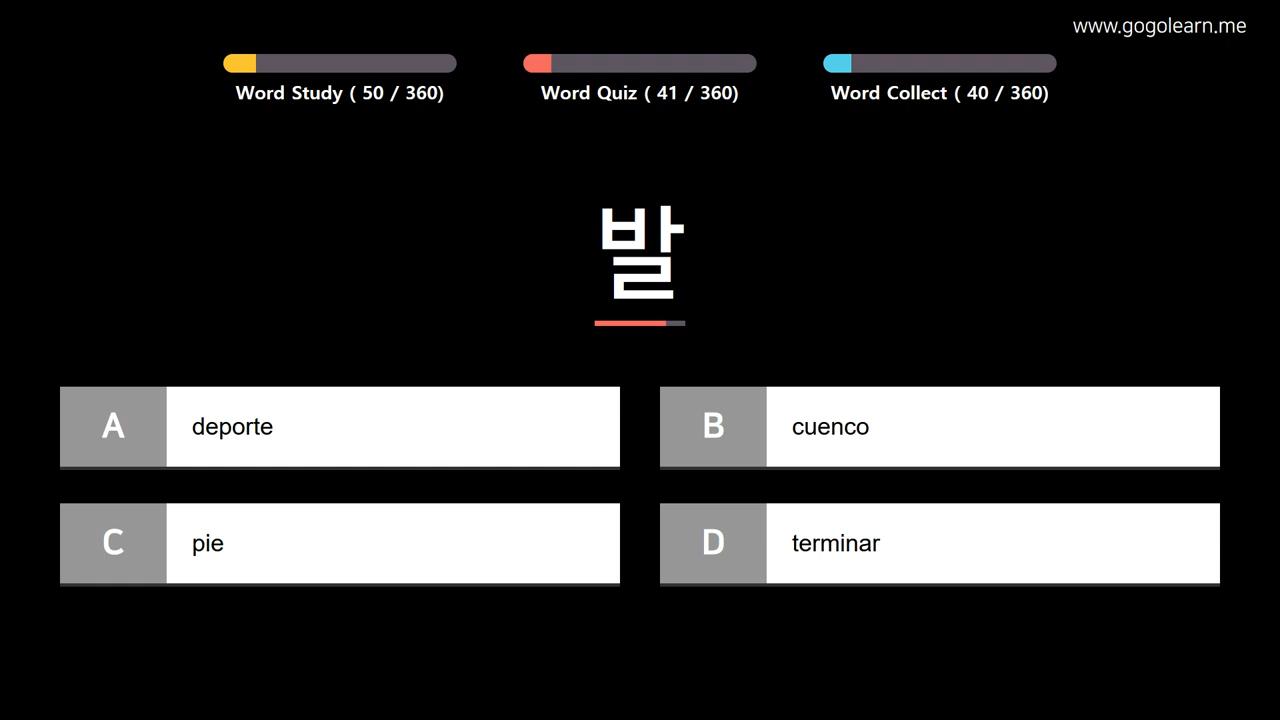 www.gogolearn.me
Word Study ( 50 / 360)
Word Quiz ( 41 / 360)
Word Collect ( 40 / 360)
발
A deporte
B cuenco
C pie
D terminar